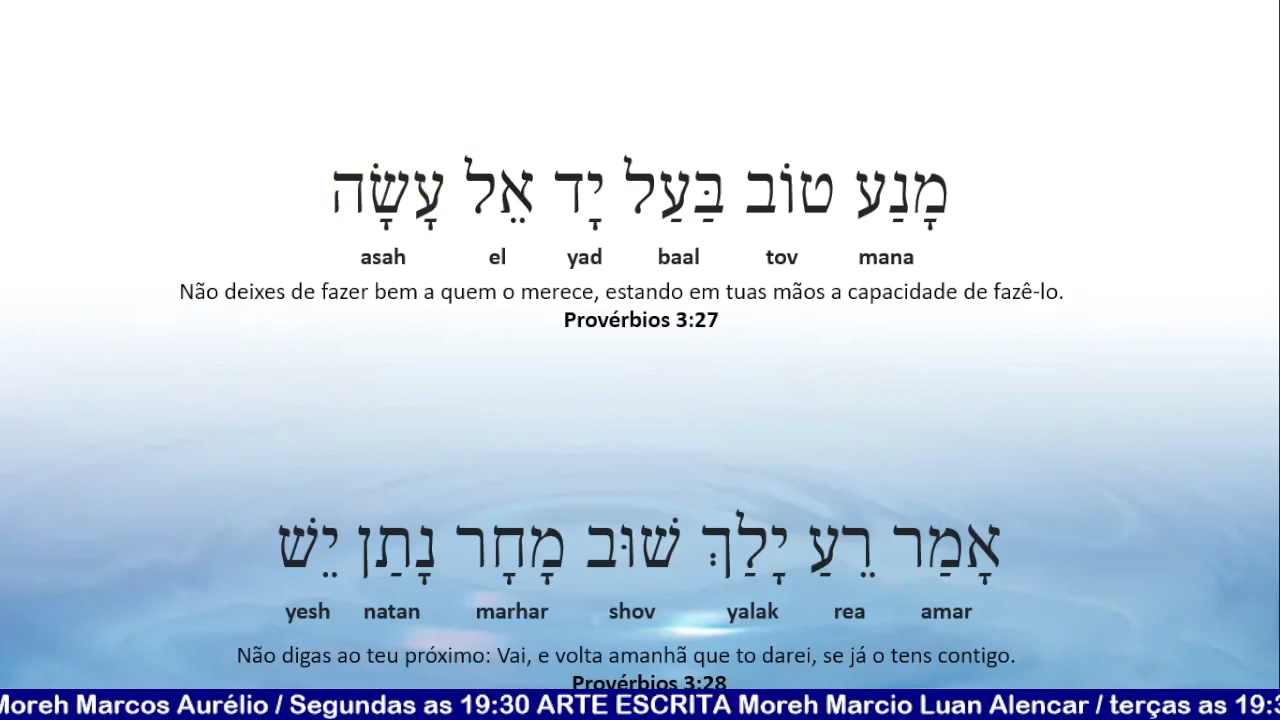 מָנַע טוֹב בַּעַל יָד אֵל עָשָׂה
mana tov baal yad el asah
Não deixes de fazer bem a quem o merece, estando em tuas mãos a capacidade de fazê-lo.
Provérbios 3:27
אָמַר רֵעַ יָלַךְ שׁוּב מָחָר נָתַן יֵשׁ
amar rea yalak shov marhar natan yesh
Não digas ao teu próximo: Vai, e volta amanhã que to darei, se já o tens contigo.
Provérbios 3:28
Moreh Marcos Aurélio / Segundas as 19:30 ARTE ESCRITA Moreh Marcio Luan Alencar / terças as 19:3